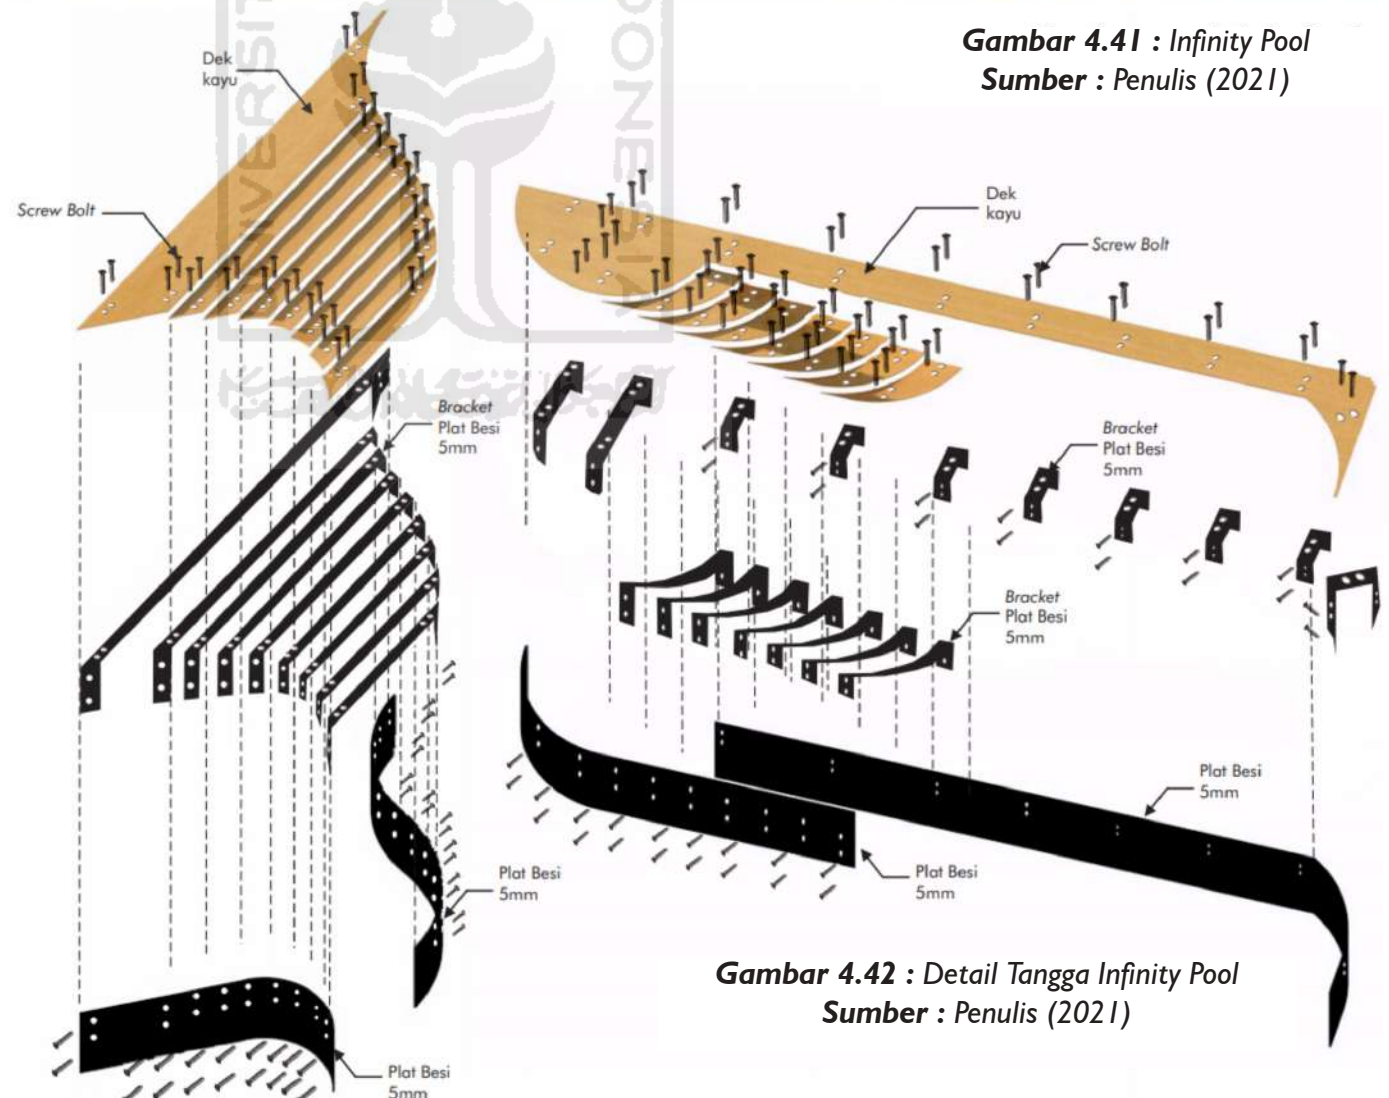 Gambar 4.41 : Infinity Pool
Sumber : Penulis (2021)
Dek
kayu
Screw Bolt
Dek
kayu
Screw Bolt
Bracket
Plat Besi
5mm
Bracket
Plat Besi
5mm
Bracket
Plat Besi
5mm
Plat Besi
5mm
Plat Besi
5mm
Plat Besi
5mm
Gambar 4.42 : Detail Tangga Infinity Pool
Sumber : Penulis (2021)
Plat Besi
5mm